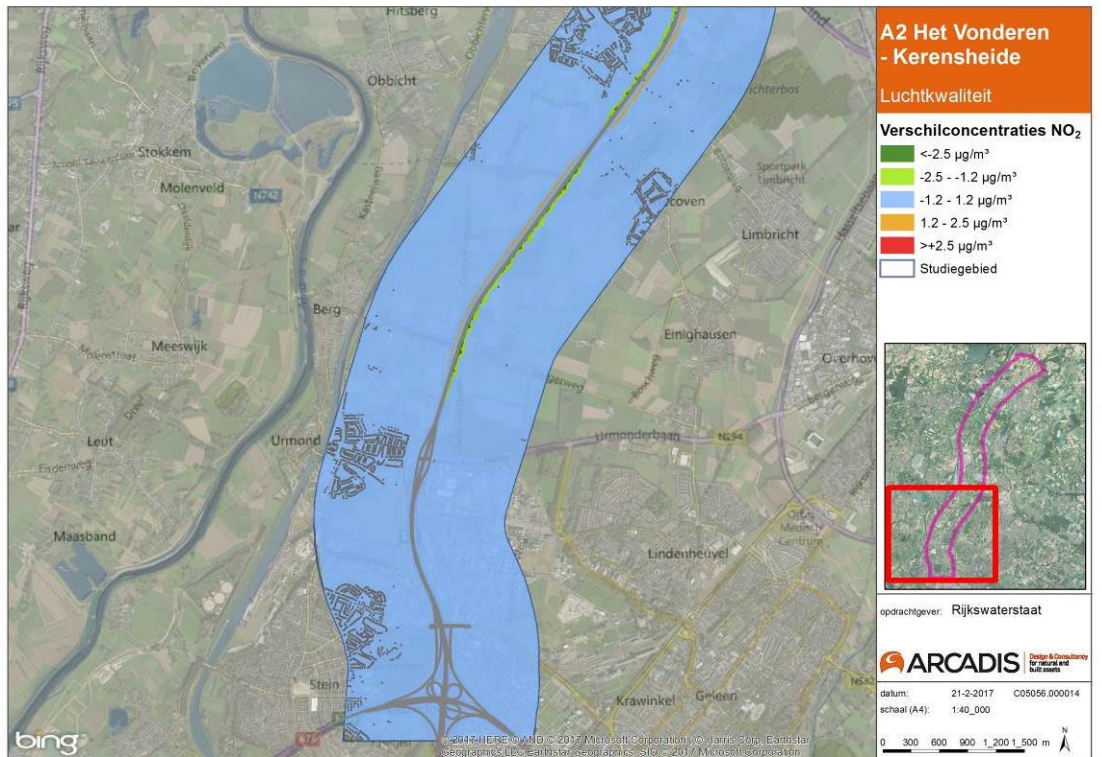 A2 Het Vonderen
- Kerensheide
Luchtkwaliteit
Verschilconcentraties NO₂
<-2.5 µg/m³
-2.5 - -1.2 µg/m³
-1.2 - 1.2 µg/m³
1.2 - 2.5 µg/m³
>+2.5 µg/m³
Studiegebied
opdrachtgever: Rijkswaterstaat
ARCADIS
Design & Consultancy
for natural and
built assets
datum: 21-2-2017 C05056.000014
schaal (A4): 1:40_000
0 300 600 900 1_200 1_500 m
N
Hitsberg
Obbicht
Stokkem
Molenveld
N742
Sportpark
Limbricht
Limbricht
Berg
Einighausen
Meeswijk
Urmond
Urmonderbaan
N294
Leut
Eisdenweg
Maasband
Lindenheuvel
Stein
Krawinkel
Geleen
bing
© 2017 HERE © AND © 2017 Microsoft Corporation
Geographics LLC Earthstar Geographics SIO © 2017 Microsoft Corporation